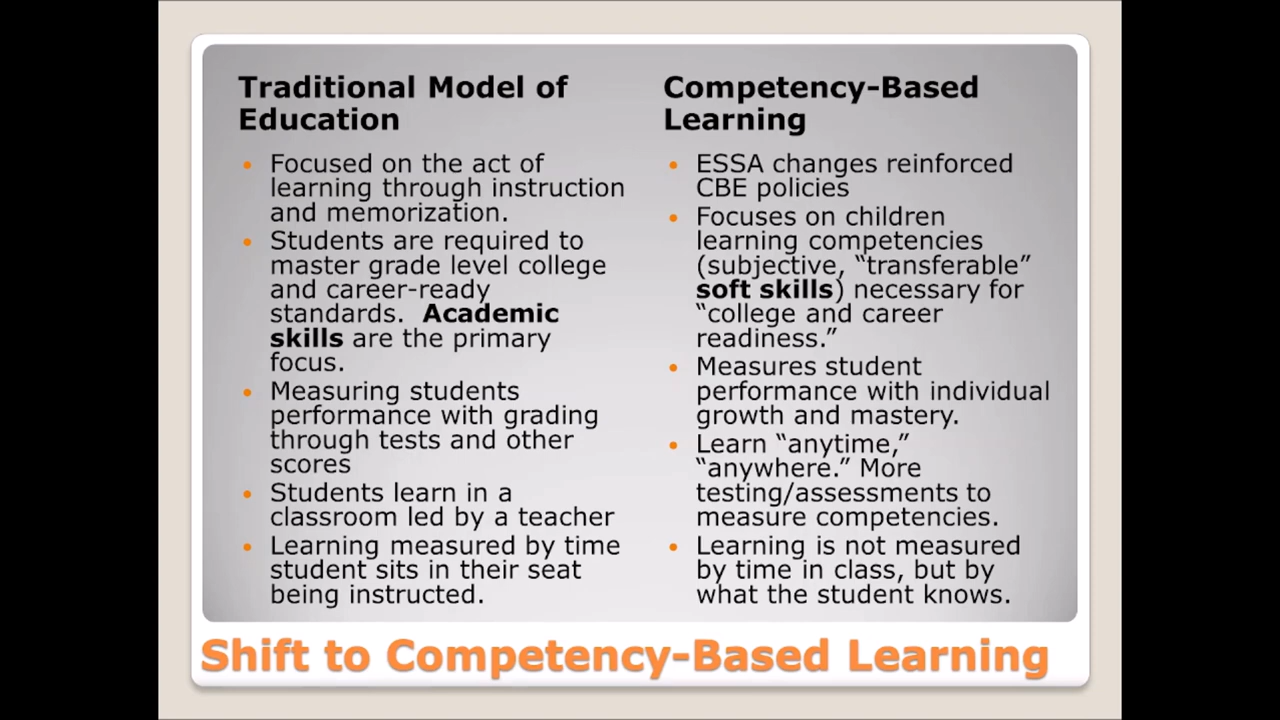 Traditional Model of
Education
• Focused on the act of
learning through instruction
and memorization.
• Students are required to
master grade level college
and career-ready
standards. Academic
skills are the primary
focus.
• Measuring students
performance with grading
through tests and other
scores
• Students learn in a
classroom led by a teacher
• Learning measured by time
student sits in their seat
being instructed.
Competency-Based
Learning
• ESSA changes reinforced
CBE policies
• Focuses on children
learning competencies
(subjective, “transferable”
soft skills) necessary for
“college and career
readiness.”
• Measures student
performance with individual
growth and mastery.
• Learn “anytime,”
“anywhere.” More
testing/assessments to
measure competencies.
• Learning is not measured
by time in class, but by
what the student knows.
Shift to Competency-Based Learning